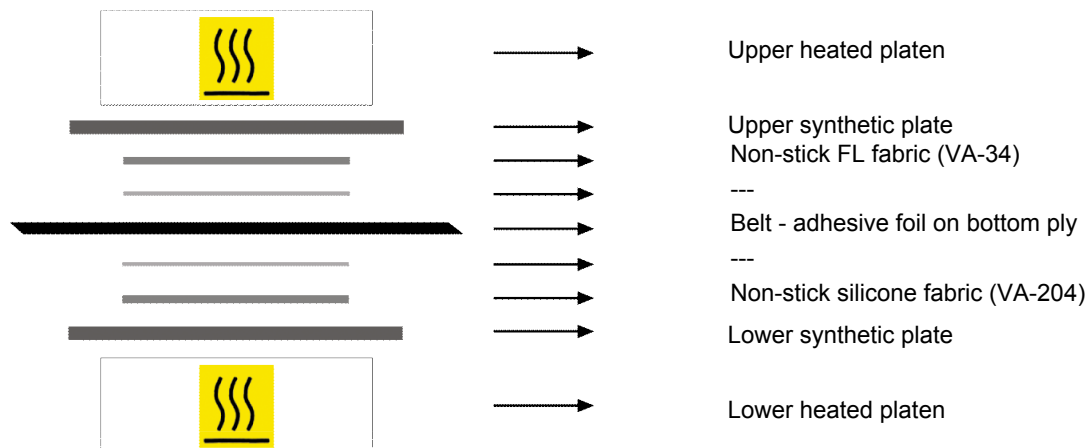 Upper heated platen
Upper synthetic plate
Non-stick FL fabric (VA-34)
---
Belt - adhesive foil on bottom ply
---
Non-stick silicone fabric (VA-204)
Lower synthetic plate
Lower heated platen